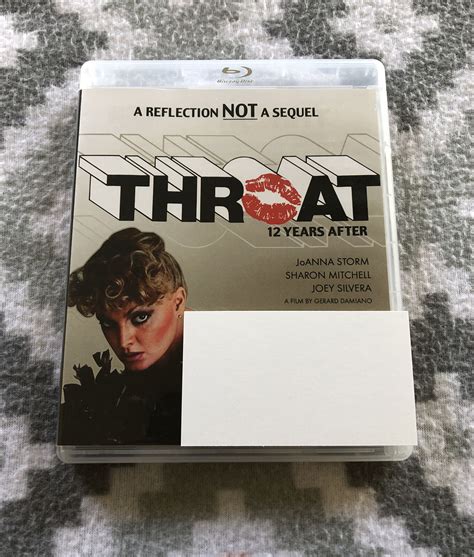 Blu-ray Disc
A REFLECTION NOT A SEQUEL
THROAT
12 YEARS AFTER
JoANNA STORM
SHARON MITCHELL
JOEY SILVERA
A FILM BY GERARD DAMIANO